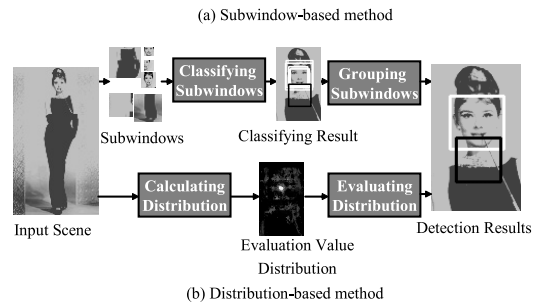 (a) Subwindow-based method
Classifying
Subwindows
Grouping
Subwindows
Subwindows
Classifying Result
Calculating
Distribution
Evaluating
Distribution
Input Scene
Evaluation Value
Distribution
Detection Results
(b) Distribution-based method